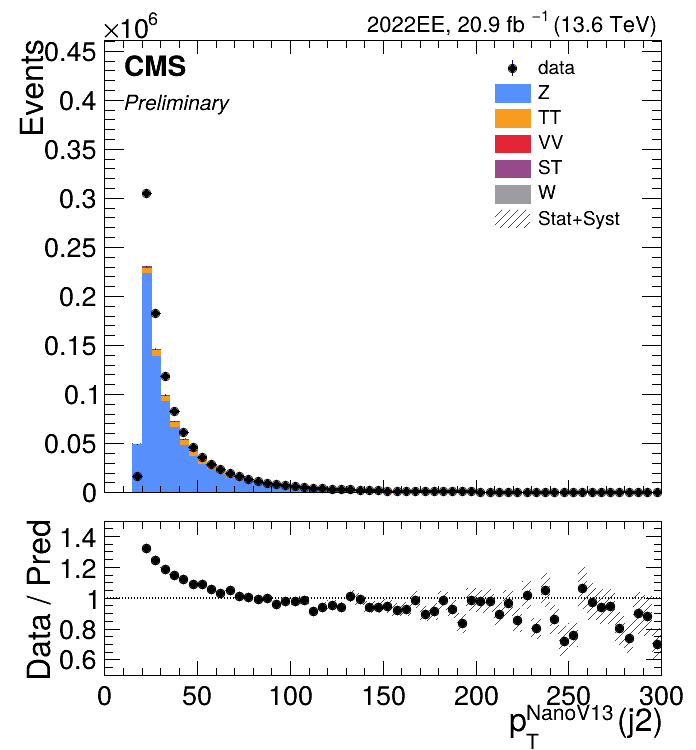 ×10^6
2022EE, 20.9 fb ^-1 (13.6 TeV)
Events
CMS
Preliminary
data
Z
TT
VV
ST
W
Stat+Syst
0.45
0.4
0.35
0.3
0.25
0.2
0.15
0.1
0.05
0
Data / Pred
1.4
1.2
1
0.8
0.6
0 50 100 150 200 250 300
p_T^NanoV13 (j2)